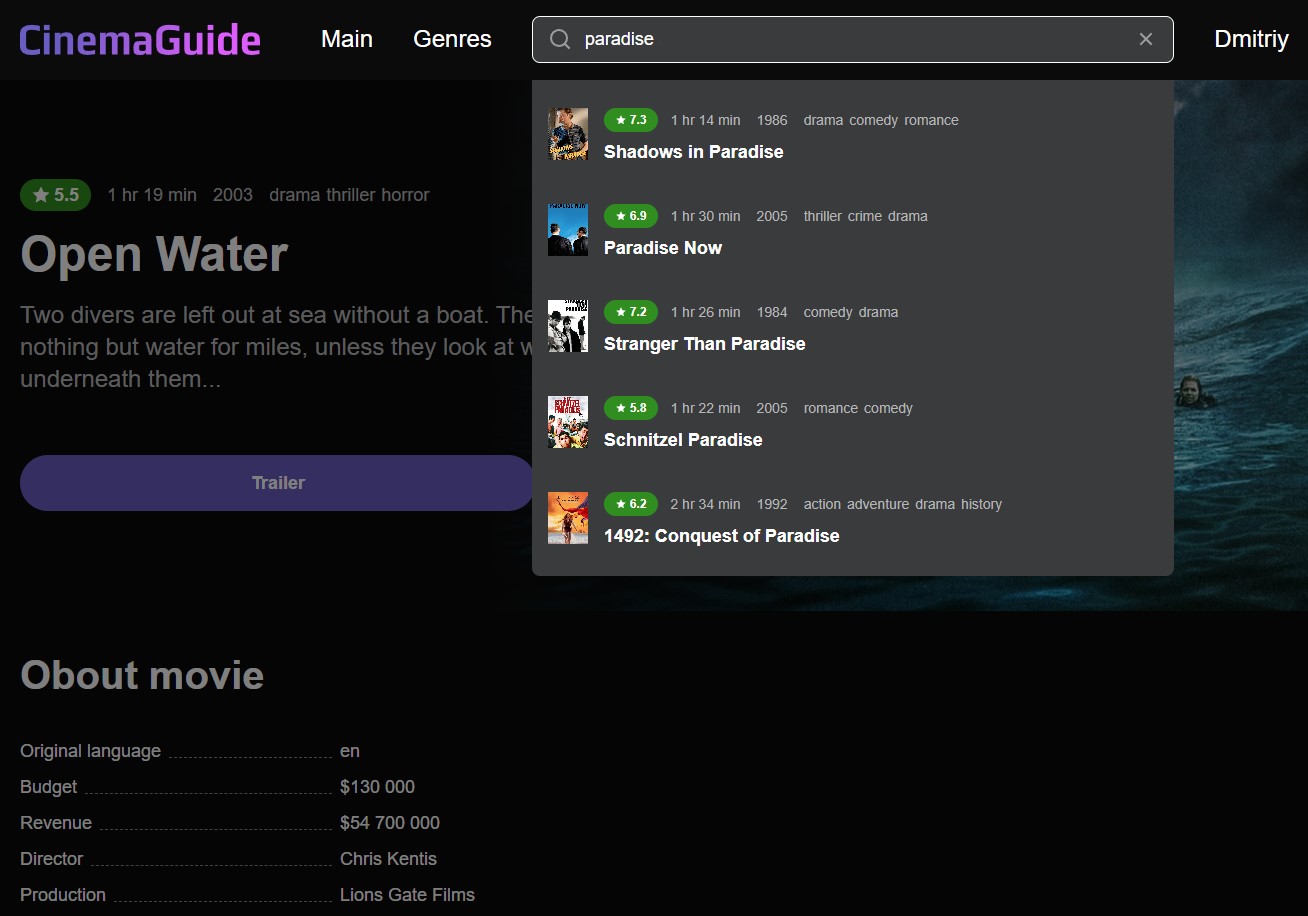 CinemaGuide Main Genres paradise Dmitriy
★ 7.3 1 hr 14 min 1986 drama comedy romance
Shadows in Paradise
★ 6.9 1 hr 30 min 2005 thriller crime drama
Paradise Now
★ 7.2 1 hr 26 min 1984 comedy drama
Stranger Than Paradise
★ 5.8 1 hr 22 min 2005 romance comedy
Schnitzel Paradise
★ 6.2 2 hr 34 min 1992 action adventure drama history
1492: Conquest of Paradise
★ 5.5 1 hr 19 min 2003 drama thriller horror
Open Water
Two divers are left out at sea without a boat. The
nothing but water for miles, unless they look at w
underneath them...
Trailer
Obout movie
Original language en
Budget $130 000
Revenue $54 700 000
Director Chris Kentis
Production Lions Gate Films